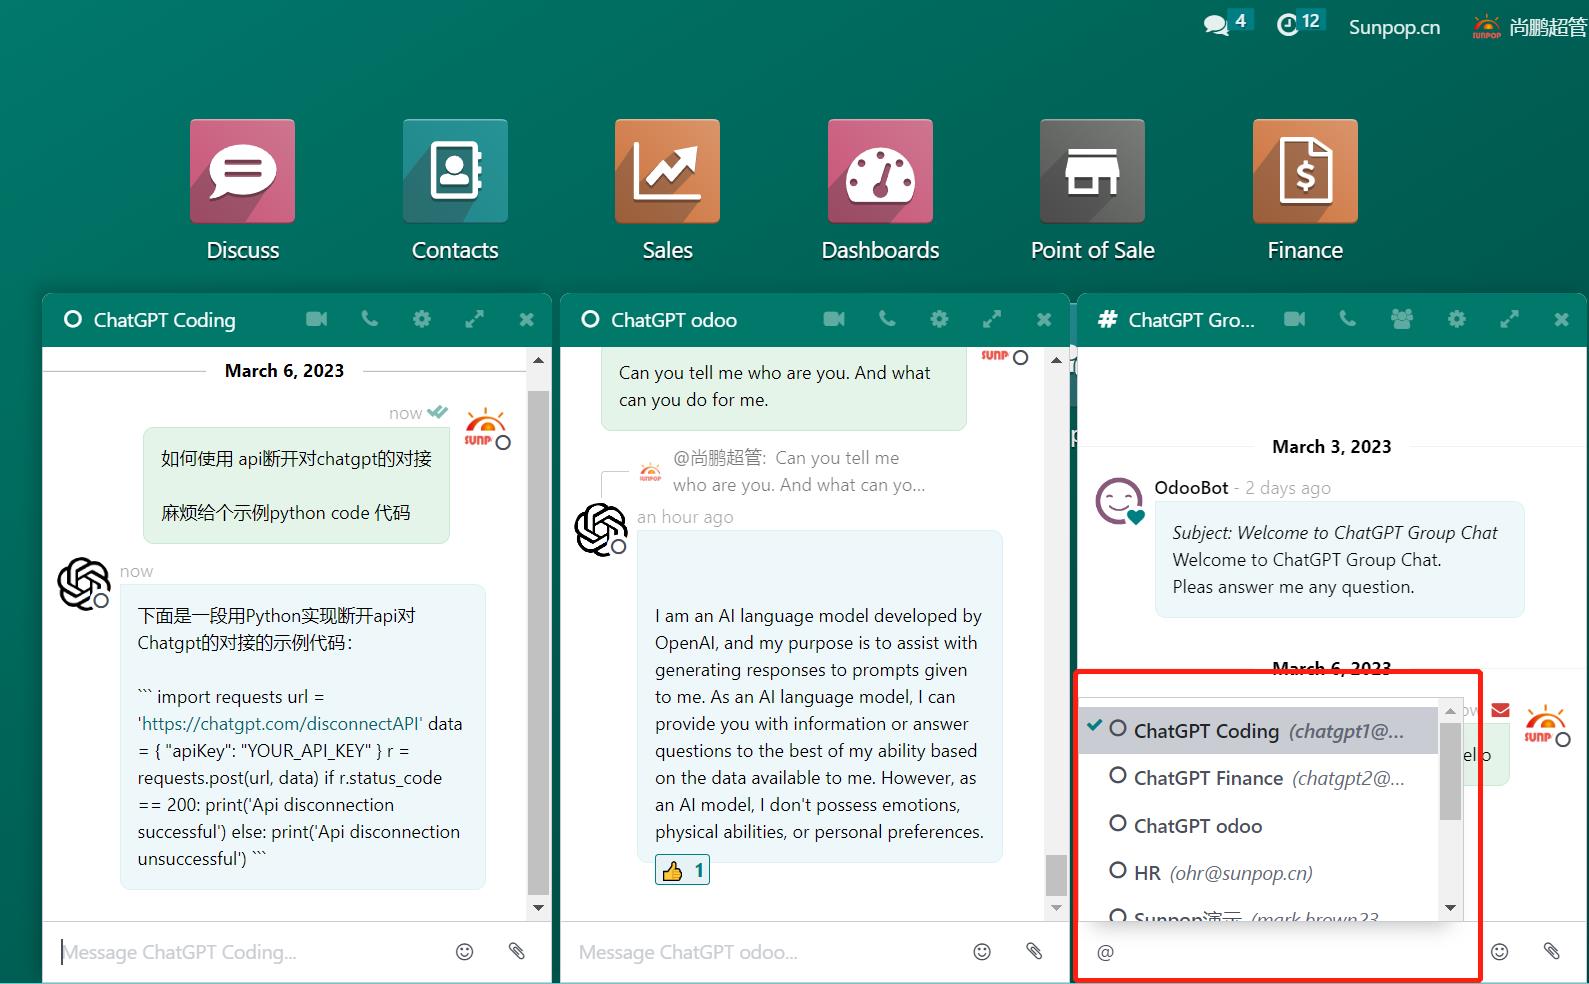 4
12
Sunpop.cn
SUNPOP
尚鹏超管
Discuss
Contacts
Sales
Dashboards
Point of Sale
Finance
ChatGPT Coding
March 6, 2023
now
SUNP
如何使用 api断开对chatgpt的对接
麻烦给个示例python code 代码
now
下面是一段用Python实现断开api对
Chatgpt的对接的示例代码：
``` import requests url =
'https://chatgpt.com/disconnectAPI' data
= { "apiKey": "YOUR_API_KEY" } r =
requests.post(url, data) if r.status_code
== 200: print('Api disconnection
successful') else: print('Api disconnection
unsuccessful') ```
Message ChatGPT Coding...
ChatGPT odoo
SUNP
Can you tell me who are you. And what
can you do for me.
@尚鹏超管: Can you tell me
who are you. And what can yo...
an hour ago
I am an AI language model developed by
OpenAI, and my purpose is to assist with
generating responses to prompts given
to me. As an AI language model, I can
provide you with information or answer
questions to the best of my ability based
on the data available to me. However, as
an AI model, I don't possess emotions,
physical abilities, or personal preferences.
👍 1
Message ChatGPT odoo...
# ChatGPT Gro...
March 3, 2023
OdooBot - 2 days ago
Subject: Welcome to ChatGPT Group Chat
Welcome to ChatGPT Group Chat.
Pleas answer me any question.
March 6, 2023
ow
SUNP
ello
ChatGPT Coding (chatgpt1@...
ChatGPT Finance (chatgpt2@...
ChatGPT odoo
HR (ohr@sunpop.cn)
Sunpop演示 (mark.brown23
@